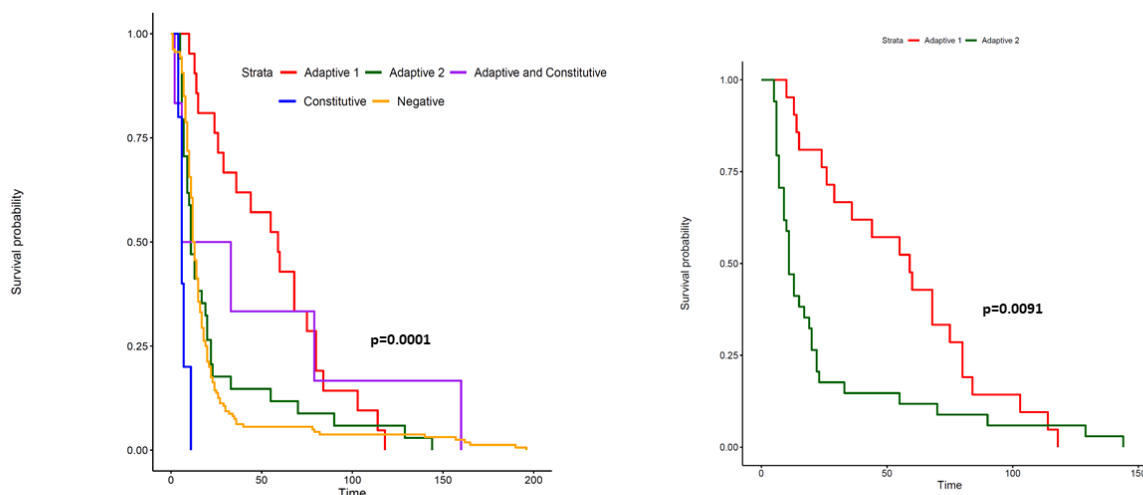 Strata Adaptive 1 Adaptive 2 Adaptive and Constitutive
Constitutive Negative
Survival probability
1.00
0.75
0.50
0.25
0.00
p=0.0001
0 50 100 150 200
Time
Strata Adaptive 1 Adaptive 2
Survival probability
1.00
0.75
0.50
0.25
0.00
p=0.0091
0 50 100 150
Time